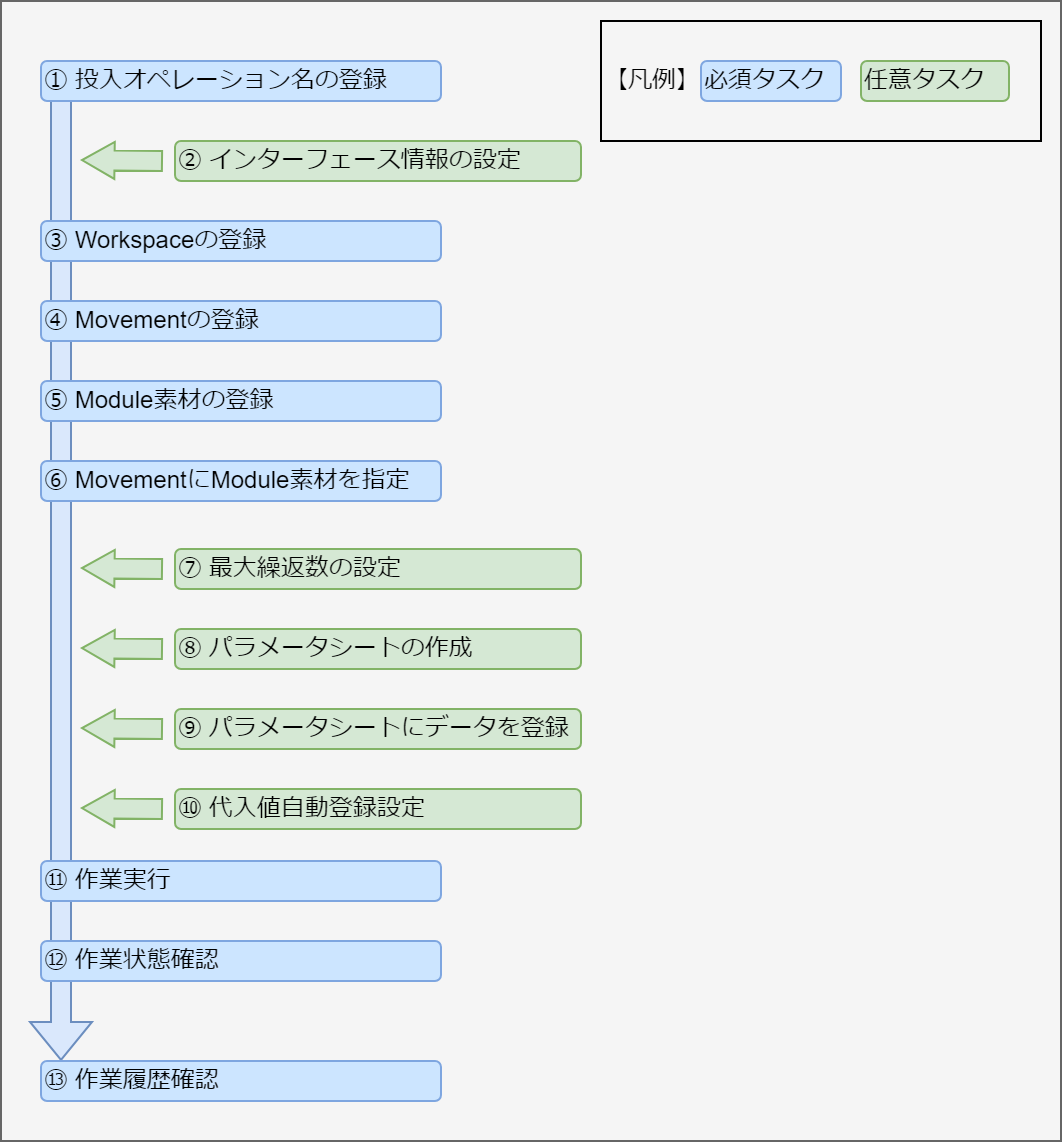 ① 投入オペレーション名の登録
【凡例】 必須タスク 任意タスク
② インターフェース情報の設定
③ Workspaceの登録
④ Movementの登録
⑤ Module素材の登録
⑥ MovementにModule素材を指定
⑦ 最大繰返数の設定
⑧ パラメータシートの作成
⑨ パラメータシートにデータを登録
⑩ 代入値自動登録設定
⑪ 作業実行
⑫ 作業状態確認
⑬ 作業履歴確認